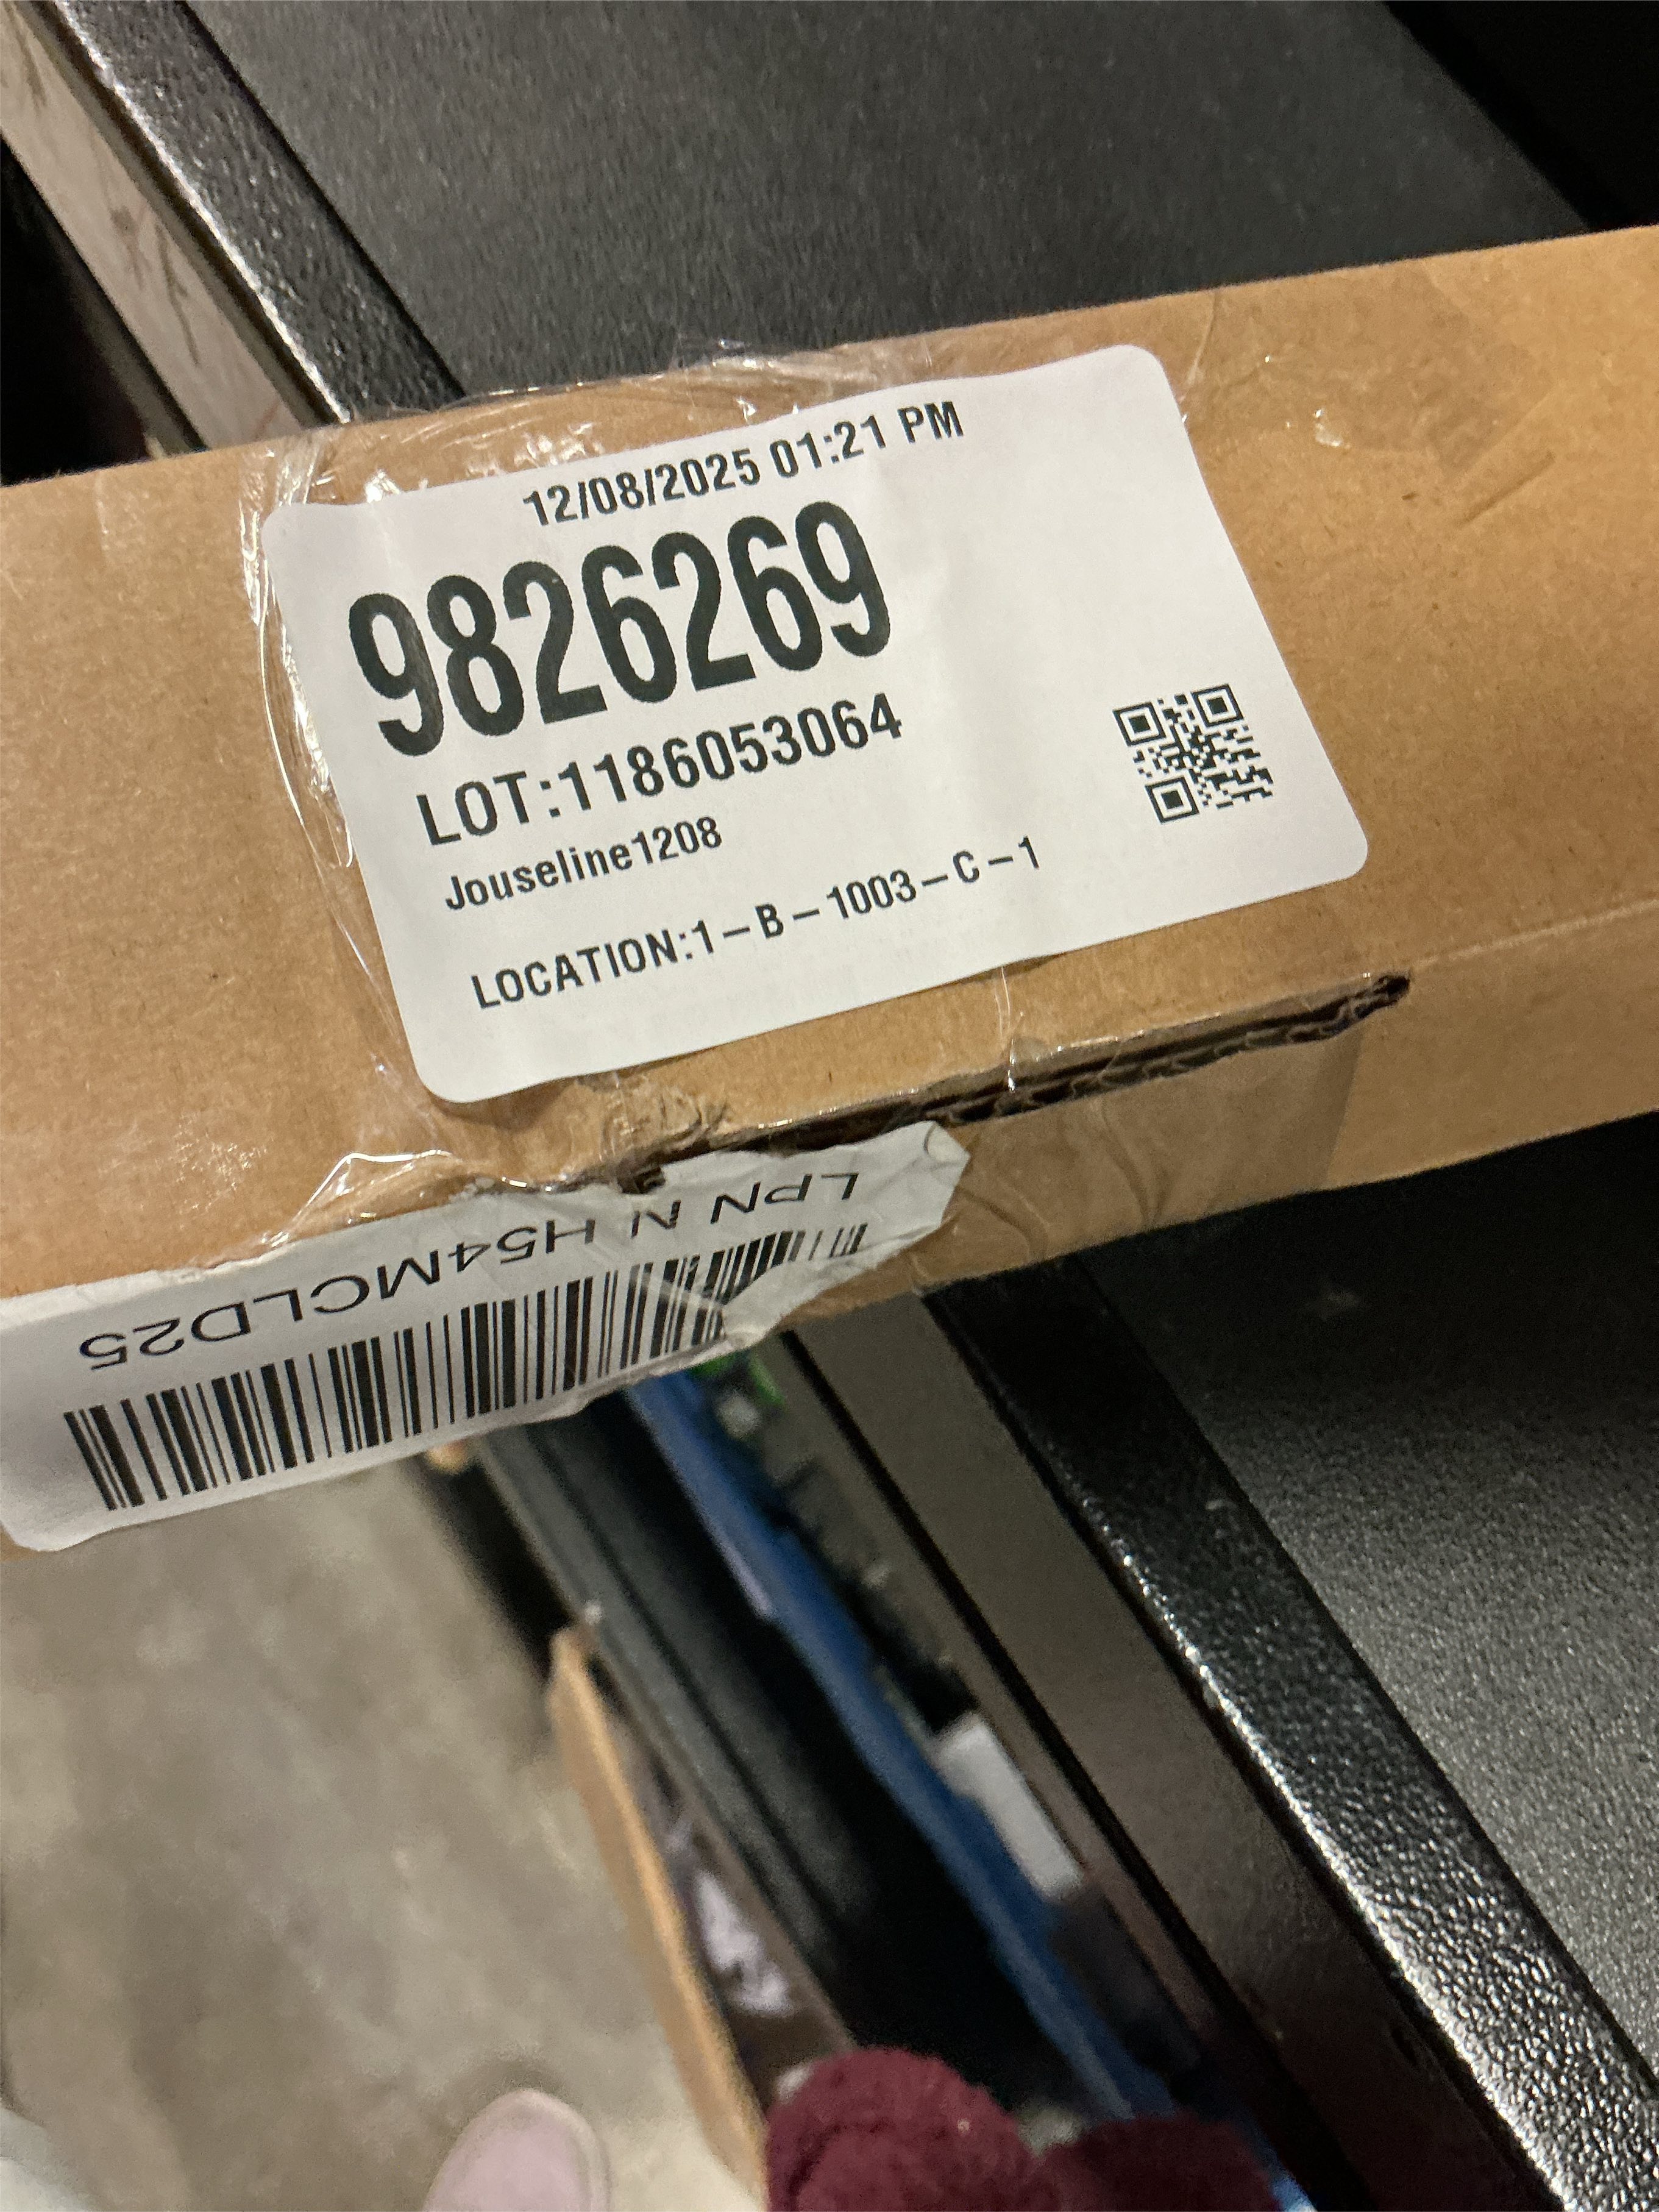 12/08/2025 01:21 PM
9826269
LOT:1186053064
Jouseline1208
LOCATION:1-B-1003-C-1
LPN N H54MCLD25